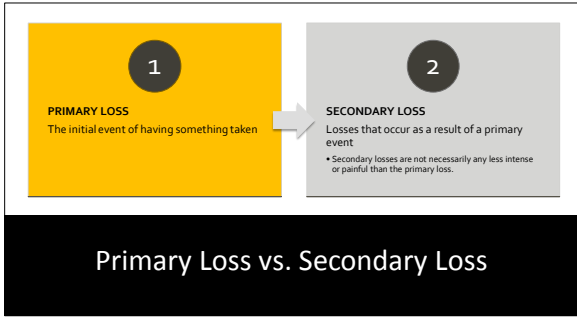 1
PRIMARY LOSS
The initial event of having something taken
2
SECONDARY LOSS
Losses that occur as a result of a primary
event
• Secondary losses are not necessarily any less intense
or painful than the primary loss.
Primary Loss vs. Secondary Loss